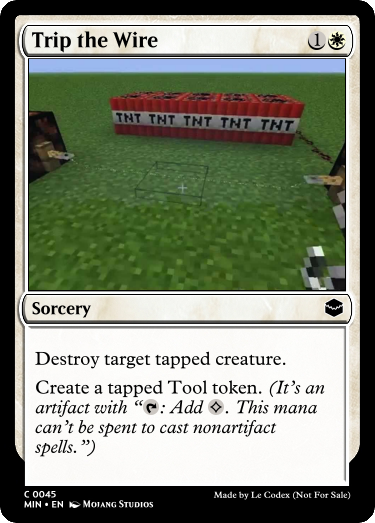 Trip the Wire 1
TNT TNT TNT TNT TNT
Sorcery
Destroy target tapped creature.
Create a tapped Tool token. (It's an
artifact with “: Add . This mana
can't be spent to cast nonartifact
spells.”)
C 0045
MIN • EN Mojang Studios
Made by Le Codex (Not For Sale)